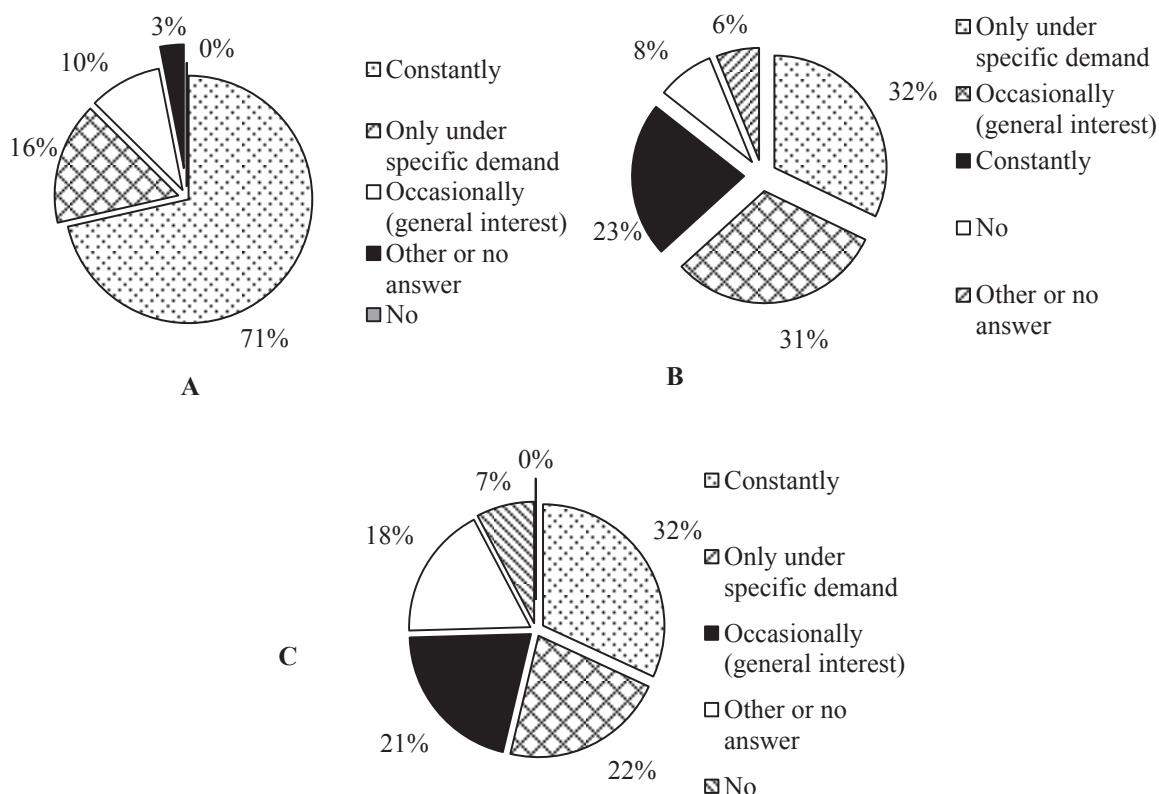 3%
0%
10%
16%
71%
Constantly
Only under
specific demand
Occasionally
(general interest)
Other or no
answer
No
A
6%
8%
32%
23%
31%
Only under
specific demand
Occasionally
(general interest)
Constantly
No
Other or no
answer
B
0%
7%
18%
32%
21%
22%
Constantly
Only under
specific demand
Occasionally
(general interest)
Other or no
answer
No
C